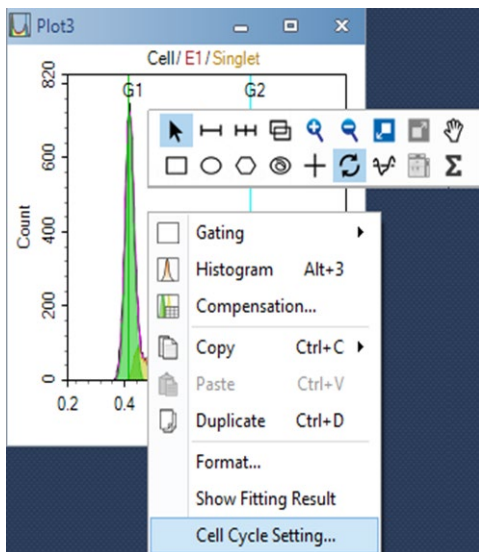 Plot3
Cell/ E1/ Singlet
820
G1
G2
600
400
200
0
Count
0.2
0.4
Gating
Histogram Alt+3
Compensation...
Copy Ctrl+C
Paste Ctrl+V
Duplicate Ctrl+D
Format...
Show Fitting Result
Cell Cycle Setting...